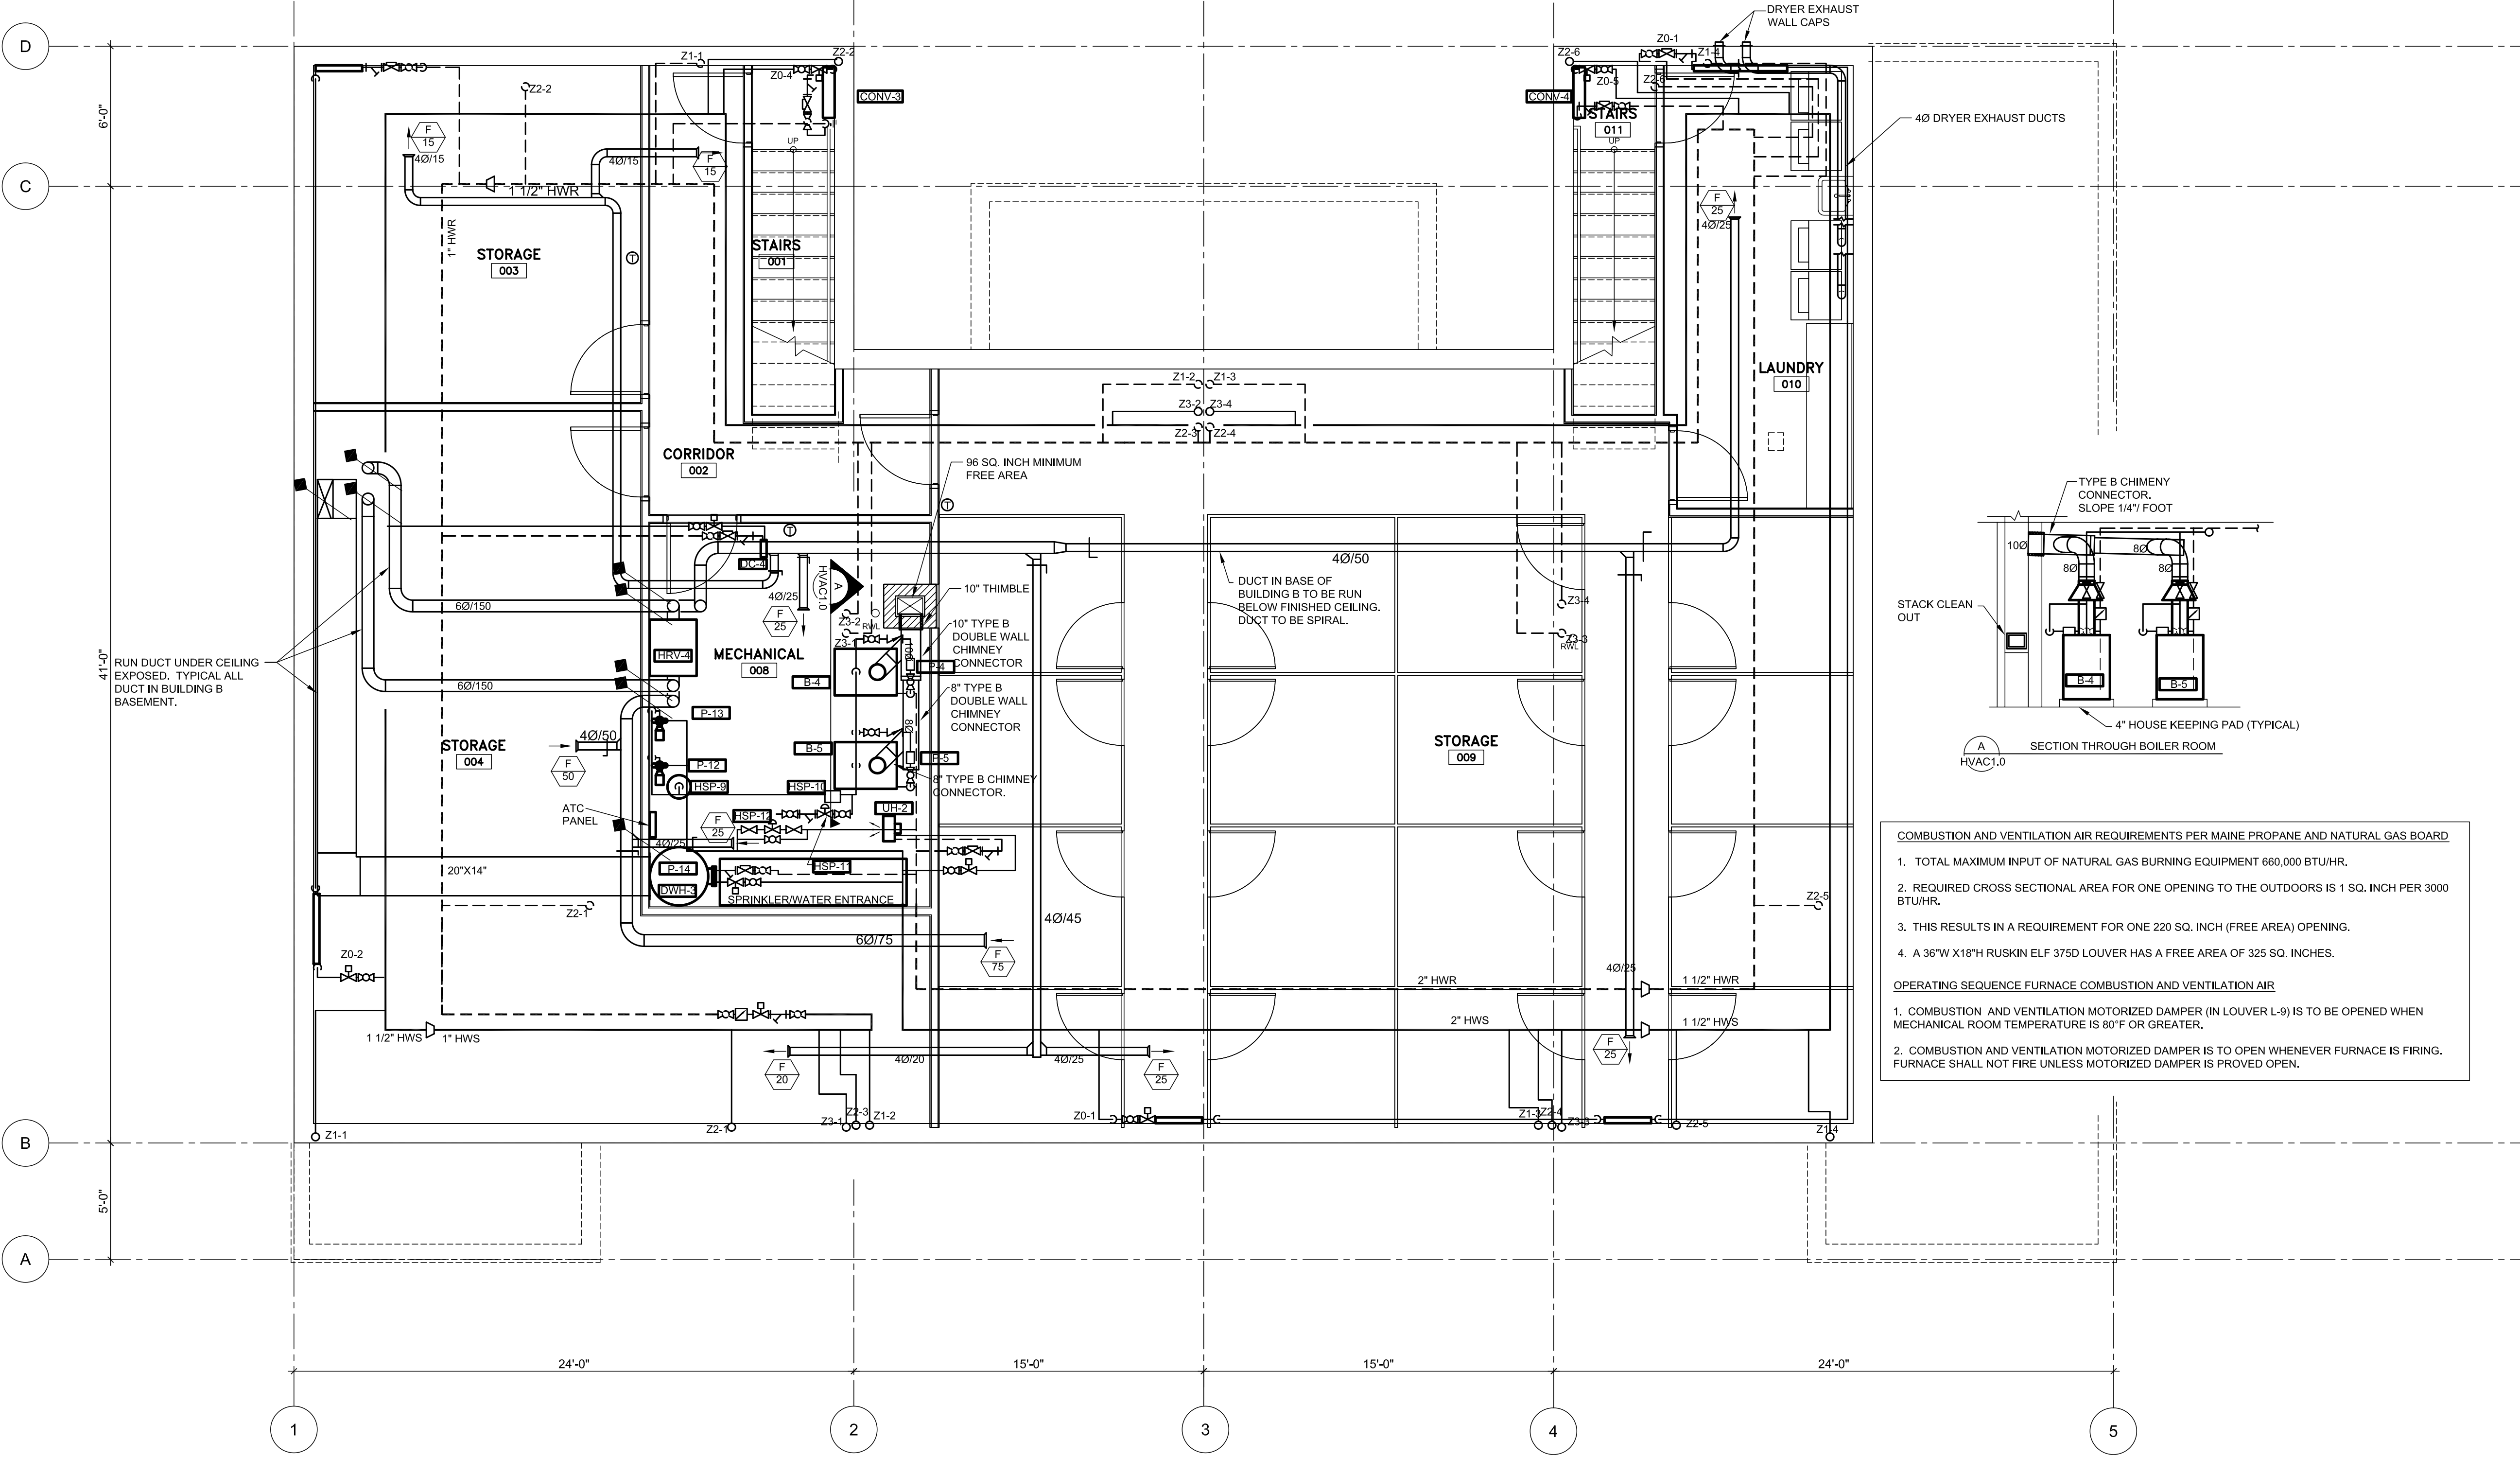 DRYER EXHAUST
WALL CAPS
D
Z1-1
Z2-2
Z0-4
CONV-3
Z2-6
Z0-1
Z1-4
Z0-5
Z2-6
CONV-4
STAIRS
011
UP
4Ø DRYER EXHAUST DUCTS
6'-0"
Z2-2
F
15
4Ø/15
4Ø/15
F
15
UP
C
1 1/2" HWR
1" HWR
F
25
4Ø/25
STORAGE
003
T
STAIRS
001
LAUNDRY
010
Z1-2
Z1-3
Z3-2
Z3-4
Z2-3
Z2-4
CORRIDOR
002
96 SQ. INCH MINIMUM
FREE AREA
T
T
TYPE B CHIMENY
CONNECTOR.
SLOPE 1/4"/ FOOT
10Ø
8Ø
8Ø
8Ø
STACK CLEAN
OUT
B-4
B-5
4" HOUSE KEEPING PAD (TYPICAL)
A
HVAC1.0
SECTION THROUGH BOILER ROOM
DC-4
4Ø/25
F
25
A
HVAC1.0
4Ø/50
DUCT IN BASE OF
BUILDING B TO BE RUN
BELOW FINISHED CEILING.
DUCT TO BE SPIRAL.
10" THIMBLE
6Ø/150
Z3-2
RWL
Z3-1
10" TYPE B
DOUBLE WALL
CHIMNEY
CONNECTOR
10Ø
P-4
Z3-4
Z3-3
RWL
41'-0"
RUN DUCT UNDER CEILING
EXPOSED. TYPICAL ALL
DUCT IN BUILDING B
BASEMENT.
HRV-4
MECHANICAL
008
B-4
6Ø/150
8" TYPE B
DOUBLE WALL
CHIMNEY
CONNECTOR
8Ø
P-13
4Ø/50
F
50
STORAGE
004
B-5
P-5
P-12
HSP-9
HSP-10
8" TYPE B CHIMNEY
CONNECTOR.
STORAGE
009
ATC
PANEL
UH-2
HSP-12
F
25
4Ø/25
20"X14"
P-14
DWH-3
HSP-11
SPRINKLER/WATER ENTRANCE
Z2-1
Z2-5
4Ø/45
6Ø/75
F
75
Z0-2
4Ø/25
2" HWR
1 1/2" HWR
2" HWS
1 1/2" HWS
1 1/2" HWS
1" HWS
4Ø/20
4Ø/25
F
20
F
25
F
25
COMBUSTION AND VENTILATION AIR REQUIREMENTS PER MAINE PROPANE AND NATURAL GAS BOARD
1. TOTAL MAXIMUM INPUT OF NATURAL GAS BURNING EQUIPMENT 660,000 BTU/HR.
2. REQUIRED CROSS SECTIONAL AREA FOR ONE OPENING TO THE OUTDOORS IS 1 SQ. INCH PER 3000
BTU/HR.
3. THIS RESULTS IN A REQUIREMENT FOR ONE 220 SQ. INCH (FREE AREA) OPENING.
4. A 36"W X18"H RUSKIN ELF 375D LOUVER HAS A FREE AREA OF 325 SQ. INCHES.
OPERATING SEQUENCE FURNACE COMBUSTION AND VENTILATION AIR
1. COMBUSTION AND VENTILATION MOTORIZED DAMPER (IN LOUVER L-9) IS TO BE OPENED WHEN
MECHANICAL ROOM TEMPERATURE IS 80°F OR GREATER.
2. COMBUSTION AND VENTILATION MOTORIZED DAMPER IS TO OPEN WHENEVER FURNACE IS FIRING.
FURNACE SHALL NOT FIRE UNLESS MOTORIZED DAMPER IS PROVED OPEN.
B
Z1-1
Z2-1
Z3-1
Z2-3
Z1-2
Z0-1
Z1-3
Z2-4
Z3-3
Z2-5
Z1-4
5'-0"
A
24'-0"
15'-0"
15'-0"
24'-0"
1
2
3
4
5